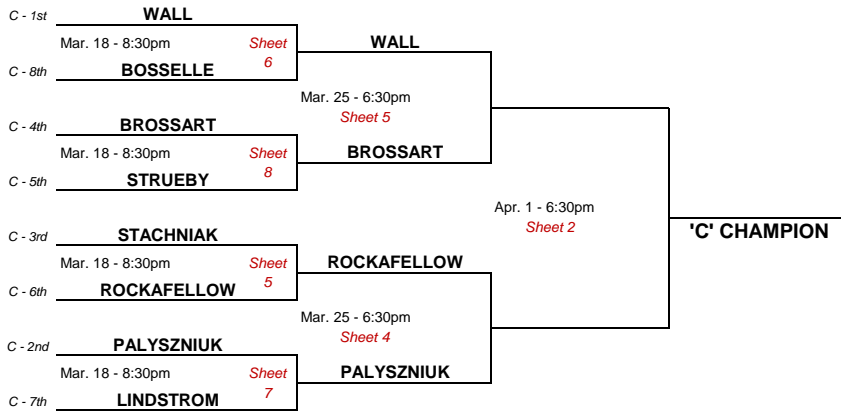 C - 1st WALL
Mar. 18 - 8:30pm Sheet 6 WALL
C - 8th BOSSELLE
Mar. 25 - 6:30pm
Sheet 5
C - 4th BROSSART
Mar. 18 - 8:30pm Sheet 8 BROSSART
C - 5th STRUEBY
Apr. 1 - 6:30pm
Sheet 2
'C' CHAMPION
C - 3rd STACHNIAK
Mar. 18 - 8:30pm Sheet 5 ROCKAFELLOW
C - 6th ROCKAFELLOW
Mar. 25 - 6:30pm
Sheet 4
C - 2nd PALYSZNIUK
Mar. 18 - 8:30pm Sheet 7 PALYSZNIUK
C - 7th LINDSTROM